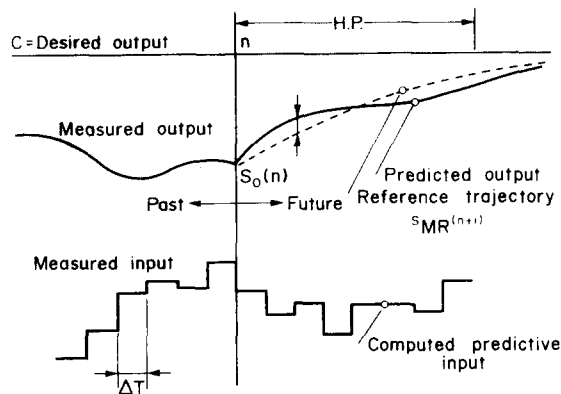 H.P.
C = Desired output
n
Measured output
S₀(n)
Predicted output
Reference trajectory
ˢMR⁽ⁿ⁺ⁱ⁾
Past
Future
Measured input
Computed predictive
input
ΔT